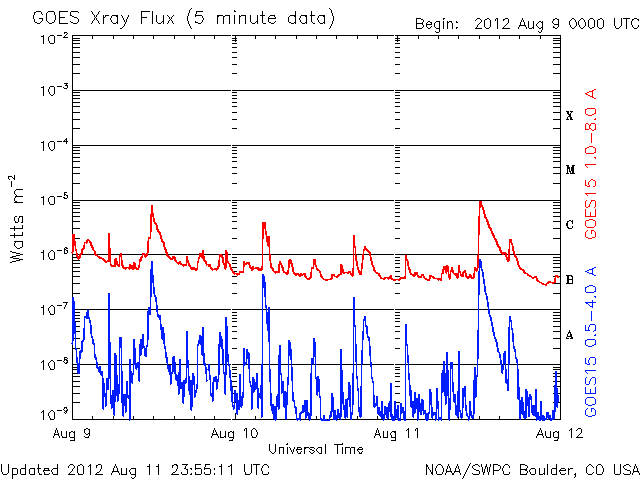 GOES Xray Flux (5 minute data)
Begin: 2012 Aug 9 0000 UTC
10⁻²
10⁻³
10⁻⁴
10⁻⁵
10⁻⁶
10⁻⁷
10⁻⁸
10⁻⁹
Watts m⁻²
X
M
C
B
A
GOES15 1.0-8.0 A
GOES15 0.5-4.0 A
Aug 9
Aug 10
Aug 11
Aug 12
Universal Time
Updated 2012 Aug 11 23:55:11 UTC
NOAA/SWPC Boulder, CO USA